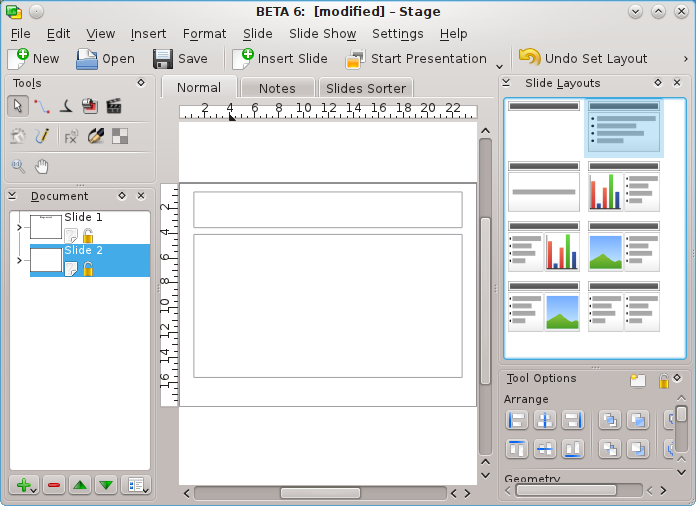 BETA 6:  [modified] – Stage
File Edit View Insert Format Slide Slide Show Settings Help
New Open Save Insert Slide Start Presentation Undo Set Layout
Tools
Normal Notes Slides Sorter
Slide Layouts
2 4 6 8 10 12 14 16 18 20 22
Document
Slide 1
Slide 2
2
4
6
8
10
12
14
16
Tool Options
Arrange
Geometry